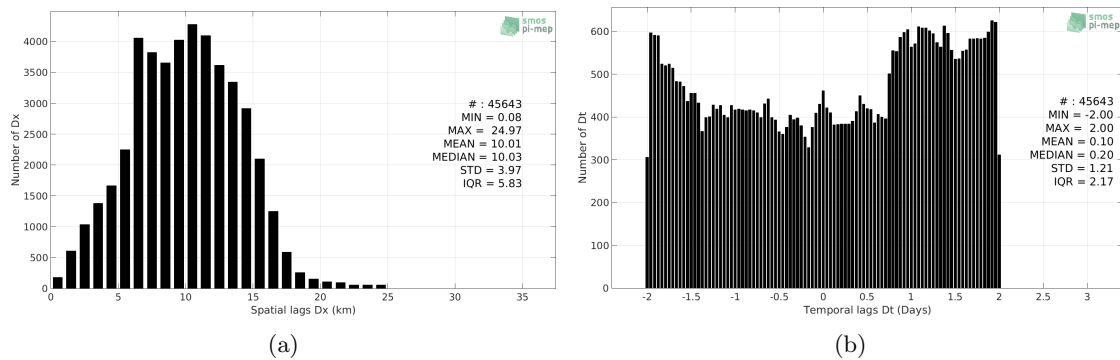 smos
pi-mep
4000
3500
3000
2500
2000
1500
1000
500
0
Number of Dx
# : 45643
MIN = 0.08
MAX = 24.97
MEAN = 10.01
MEDIAN = 10.03
STD = 3.97
IQR = 5.83
0 5 10 15 20 25 30 35
Spatial lags Dx (km)
(a)
smos
pi-mep
600
500
400
300
200
100
0
Number of Dt
# : 45643
MIN = -2.00
MAX = 2.00
MEAN = 0.10
MEDIAN = 0.20
STD = 1.21
IQR = 2.17
-2 -1.5 -1 -0.5 0 0.5 1 1.5 2 2.5 3
Temporal lags Dt (Days)
(b)